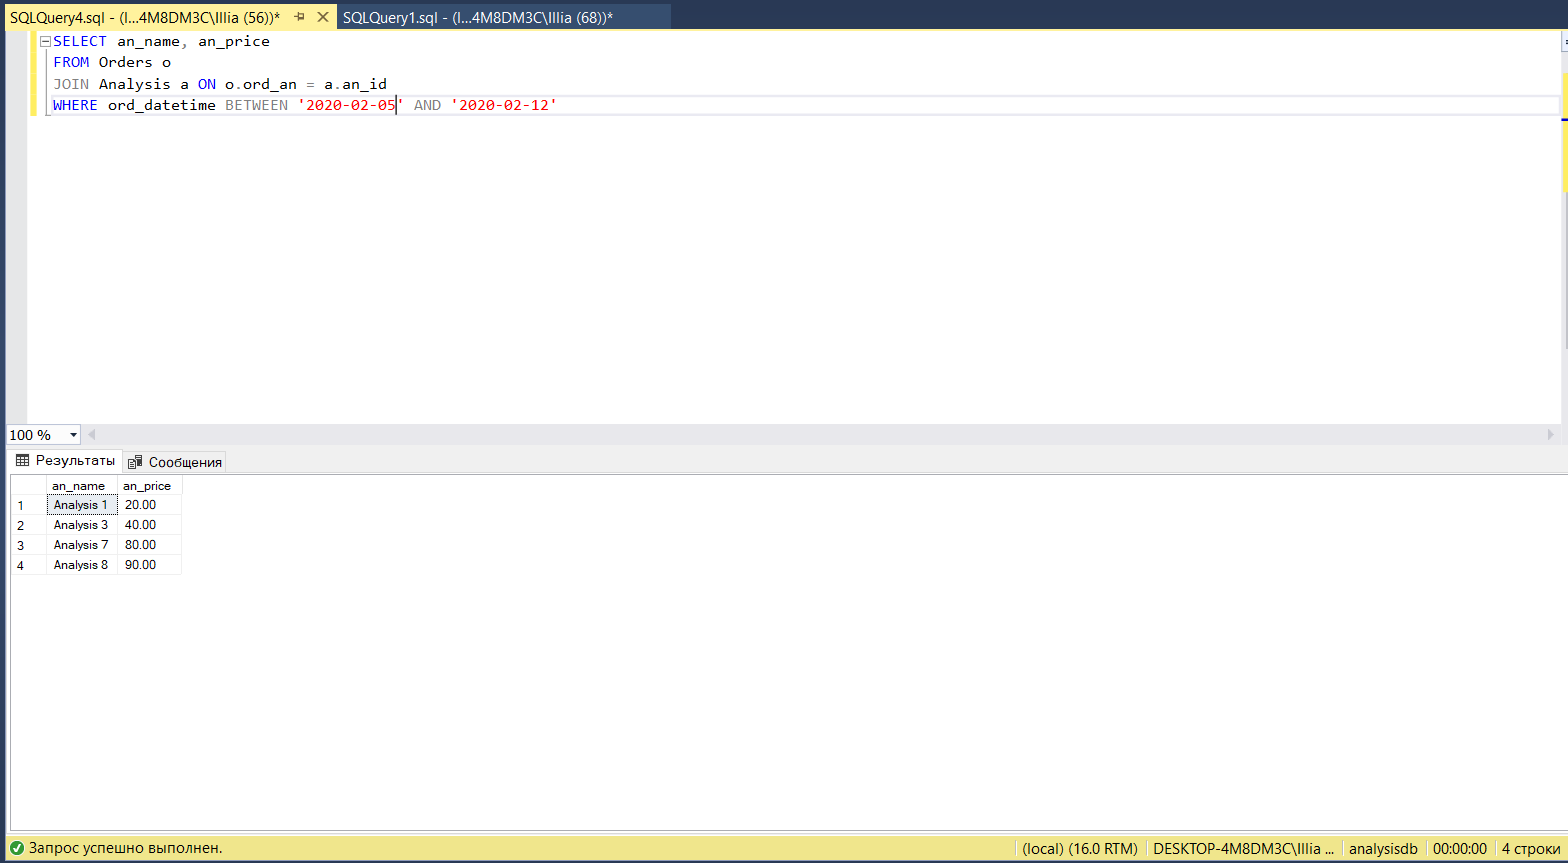 SQLQuery4.sql - (l...4M8DM3C\Illia (56))*
SQLQuery1.sql - (l...4M8DM3C\Illia (68))*
SELECT an_name, an_price
FROM Orders o
JOIN Analysis a ON o.ord_an = a.an_id
WHERE ord_datetime BETWEEN '2020-02-05' AND '2020-02-12'
100 %
Результаты
Сообщения
an_name an_price
1 Analysis 1 20.00
2 Analysis 3 40.00
3 Analysis 7 80.00
4 Analysis 8 90.00
Запрос успешно выполнен.
(local) (16.0 RTM)
DESKTOP-4M8DM3C\Illia ...
analysisdb
00:00:00
4 строки